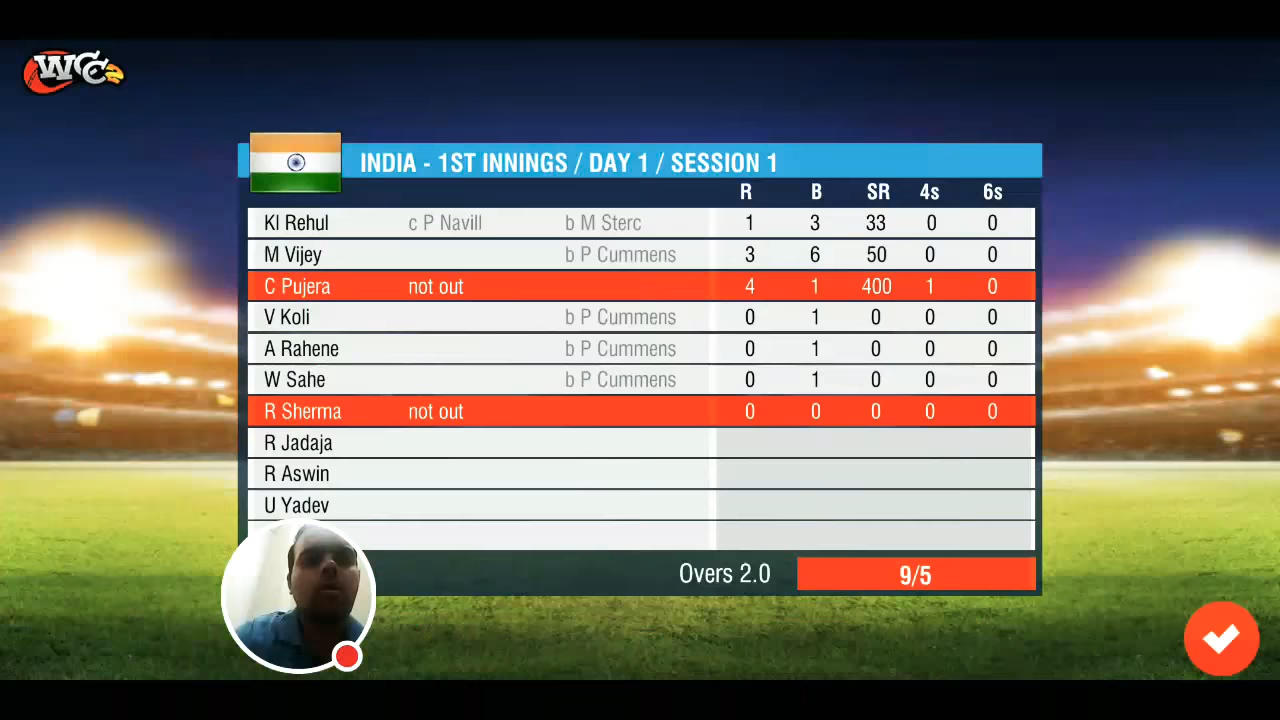 WCC2
INDIA - 1ST INNINGS / DAY 1 / SESSION 1
R B SR 4s 6s
Kl Rehul c P Navill b M Sterc 1 3 33 0 0
M Vijey b P Cummens 3 6 50 0 0
C Pujera not out 4 1 400 1 0
V Koli b P Cummens 0 1 0 0 0
A Rahene b P Cummens 0 1 0 0 0
W Sahe b P Cummens 0 1 0 0 0
R Sherma not out 0 0 0 0 0
R Jadaja
R Aswin
U Yadev
Overs 2.0 9/5